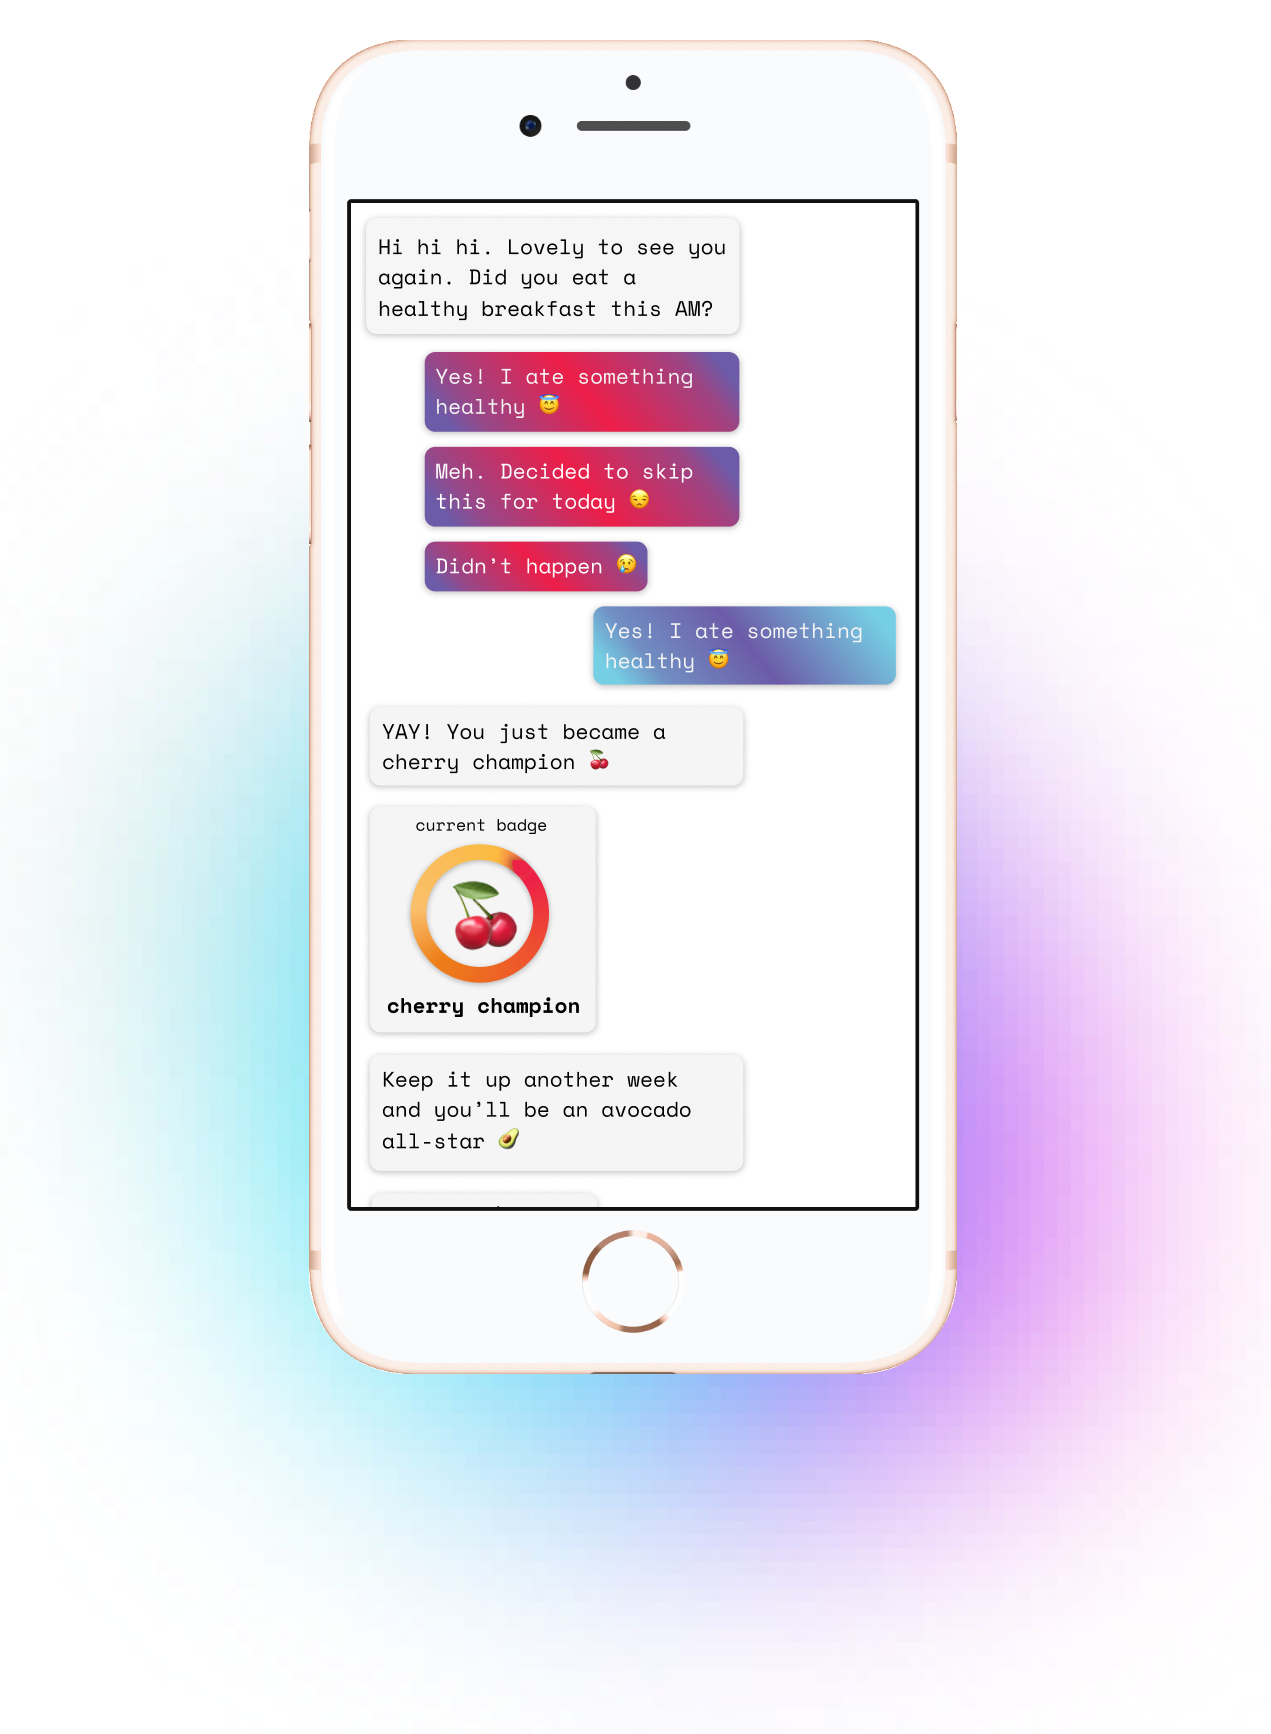 Hi hi hi. Lovely to see you
again. Did you eat a
healthy breakfast this AM?
Yes! I ate something
healthy 😇
Meh. Decided to skip
this for today 😒
Didn’t happen 😢
Yes! I ate something
healthy 😇
YAY! You just became a
cherry champion 🍒
current badge
cherry champion
Keep it up another week
and you’ll be an avocado
all-star 🥑